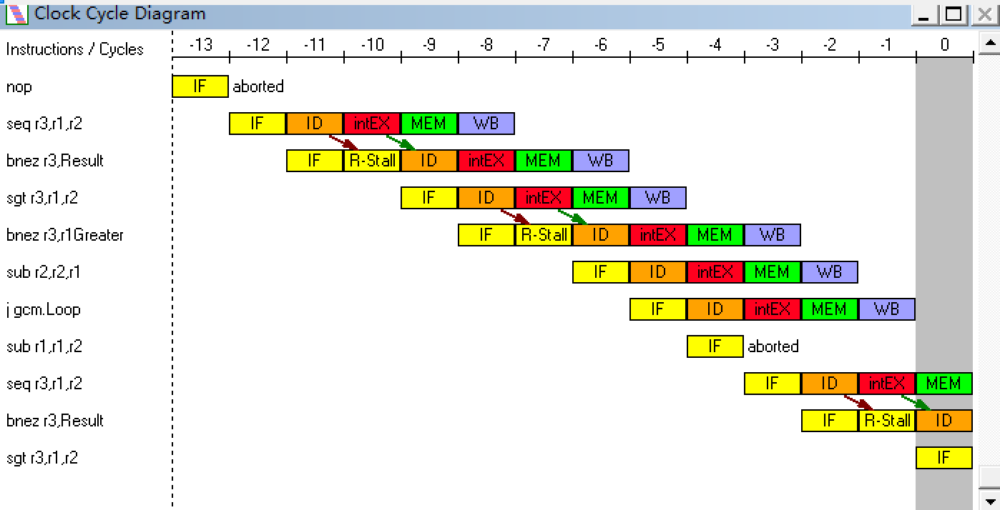 Clock Cycle Diagram
Instructions / Cycles -13 -12 -11 -10 -9 -8 -7 -6 -5 -4 -3 -2 -1 0
nop IF aborted
seq r3,r1,r2 IF ID intEX MEM WB
bnez r3,Result IF R-Stall ID intEX MEM WB
sgt r3,r1,r2 IF ID intEX MEM WB
bnez r3,r1Greater IF R-Stall ID intEX MEM WB
sub r2,r2,r1 IF ID intEX MEM WB
j gcm.Loop IF ID intEX MEM WB
sub r1,r1,r2 IF aborted
seq r3,r1,r2 IF ID intEX MEM
bnez r3,Result IF R-Stall ID
sgt r3,r1,r2 IF